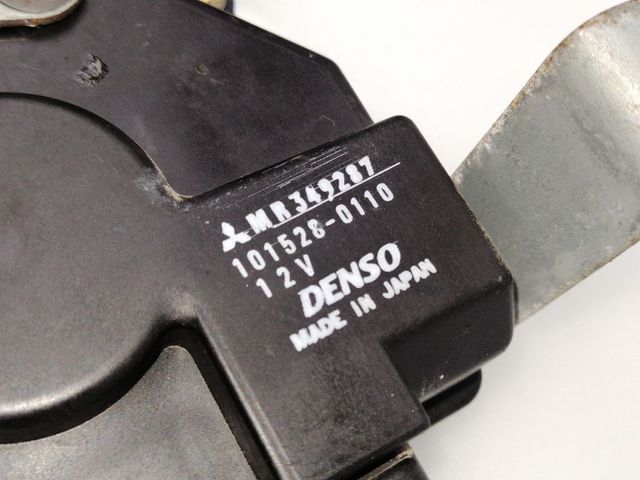 MR349287
101528-0110
12V
DENSO
MADE IN JAPAN